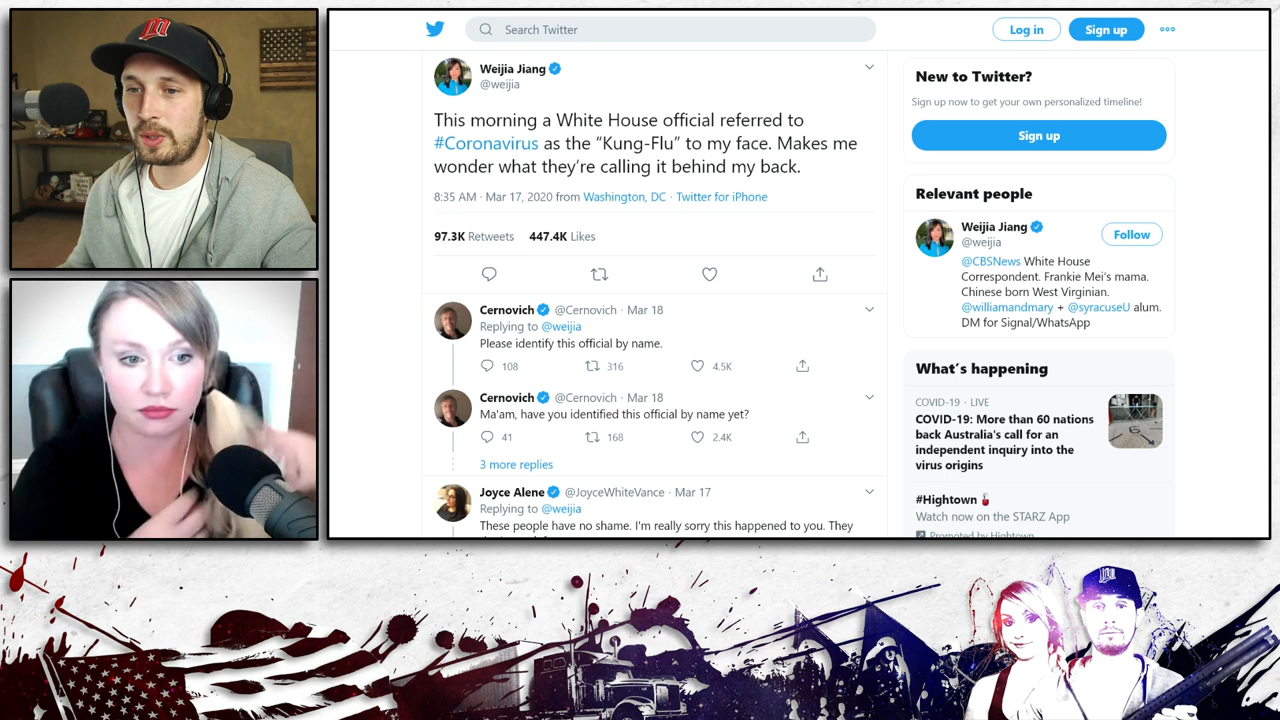 Search Twitter
Log in
Sign up
Weijia Jiang
@weijia
This morning a White House official referred to
#Coronavirus as the “Kung-Flu” to my face. Makes me
wonder what they’re calling it behind my back.
8:35 AM · Mar 17, 2020 from Washington, DC · Twitter for iPhone
97.3K Retweets 447.4K Likes
Cernovich @Cernovich · Mar 18
Replying to @weijia
Please identify this official by name.
108 316 4.5K
Cernovich @Cernovich · Mar 18
Ma'am, have you identified this official by name yet?
41 168 2.4K
3 more replies
Joyce Alene @JoyceWhiteVance · Mar 17
Replying to @weijia
These people have no shame. I'm really sorry this happened to you. They
New to Twitter?
Sign up now to get your own personalized timeline!
Sign up
Relevant people
Weijia Jiang
@weijia
Follow
@CBSNews White House
Correspondent. Frankie Mei's mama.
Chinese born West Virginian.
@williamandmary + @syracuseU alum.
DM for Signal/WhatsApp
What’s happening
COVID-19 · LIVE
COVID-19: More than 60 nations
back Australia's call for an
independent inquiry into the
virus origins
#Hightown
Watch now on the STARZ App
Promoted by Hightown